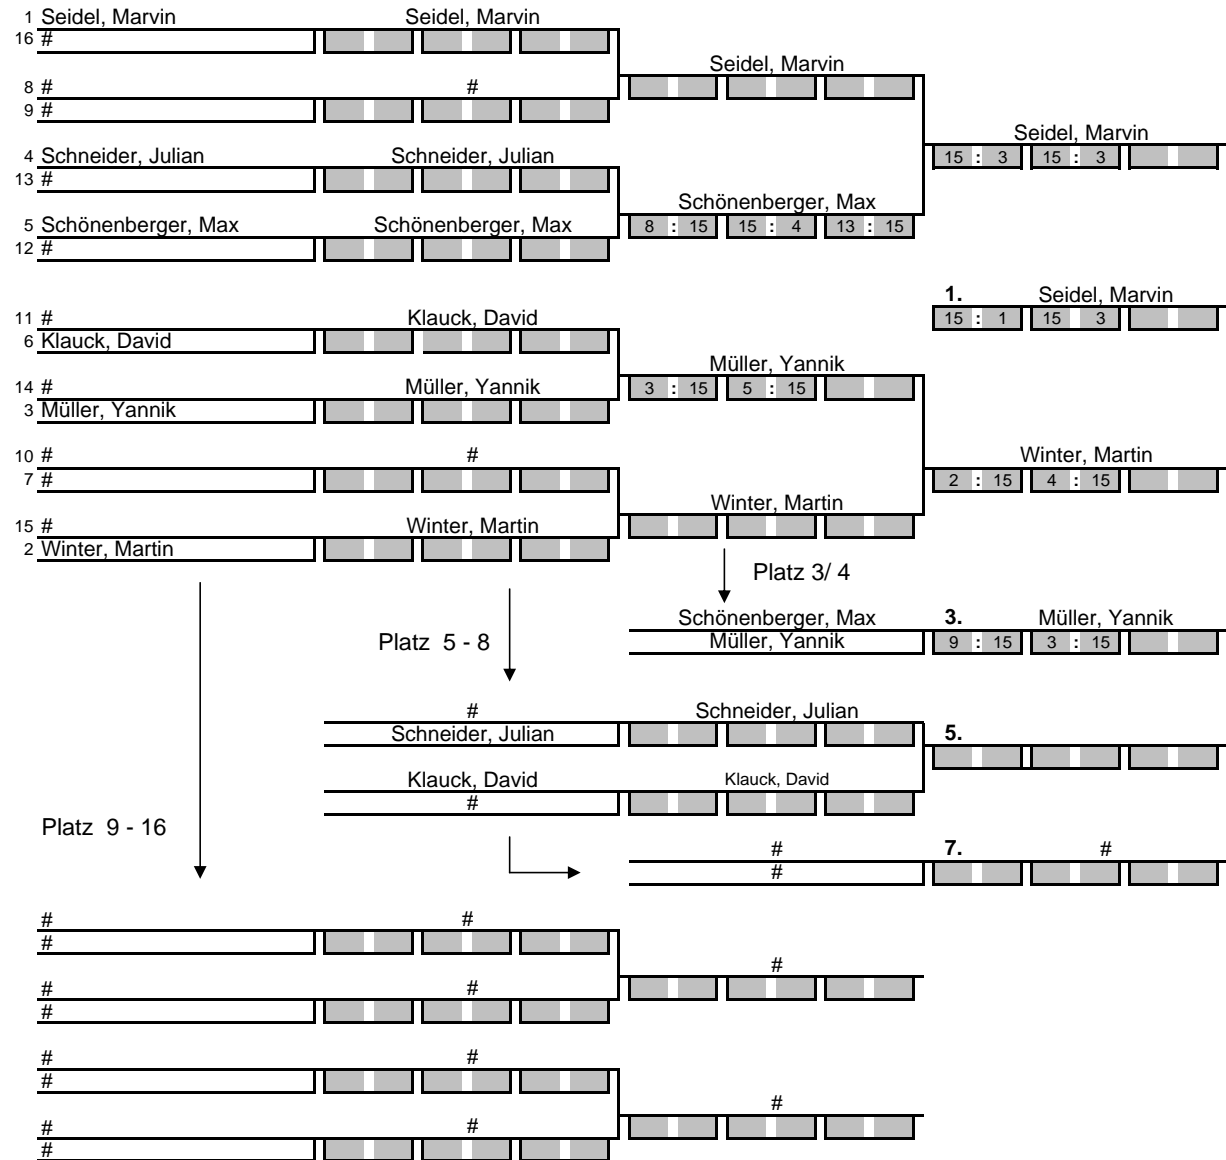 1 Seidel, Marvin Seidel, Marvin
16 #
Seidel, Marvin
8 # #
9 #
Seidel, Marvin
4 Schneider, Julian Schneider, Julian 15 : 3 15 : 3
13 #
Schönenberger, Max
5 Schönenberger, Max Schönenberger, Max 8 : 15 15 : 4 13 : 15
12 #
1. Seidel, Marvin
11 # Klauck, David 15 : 1 15 3
6 Klauck, David
Müller, Yannik
14 # Müller, Yannik 3 : 15 5 : 15
3 Müller, Yannik
10 # # Winter, Martin
7 # 2 : 15 4 : 15
Winter, Martin
15 # Winter, Martin
2 Winter, Martin
Platz 3/ 4
Schönenberger, Max 3. Müller, Yannik
Platz 5 - 8 Müller, Yannik 9 : 15 3 : 15
# Schneider, Julian
Schneider, Julian 5.
Klauck, David Klauck, David
#
Platz 9 - 16
# 7. #
#
# #
#
#
# #
#
# #
#
#
# #
#